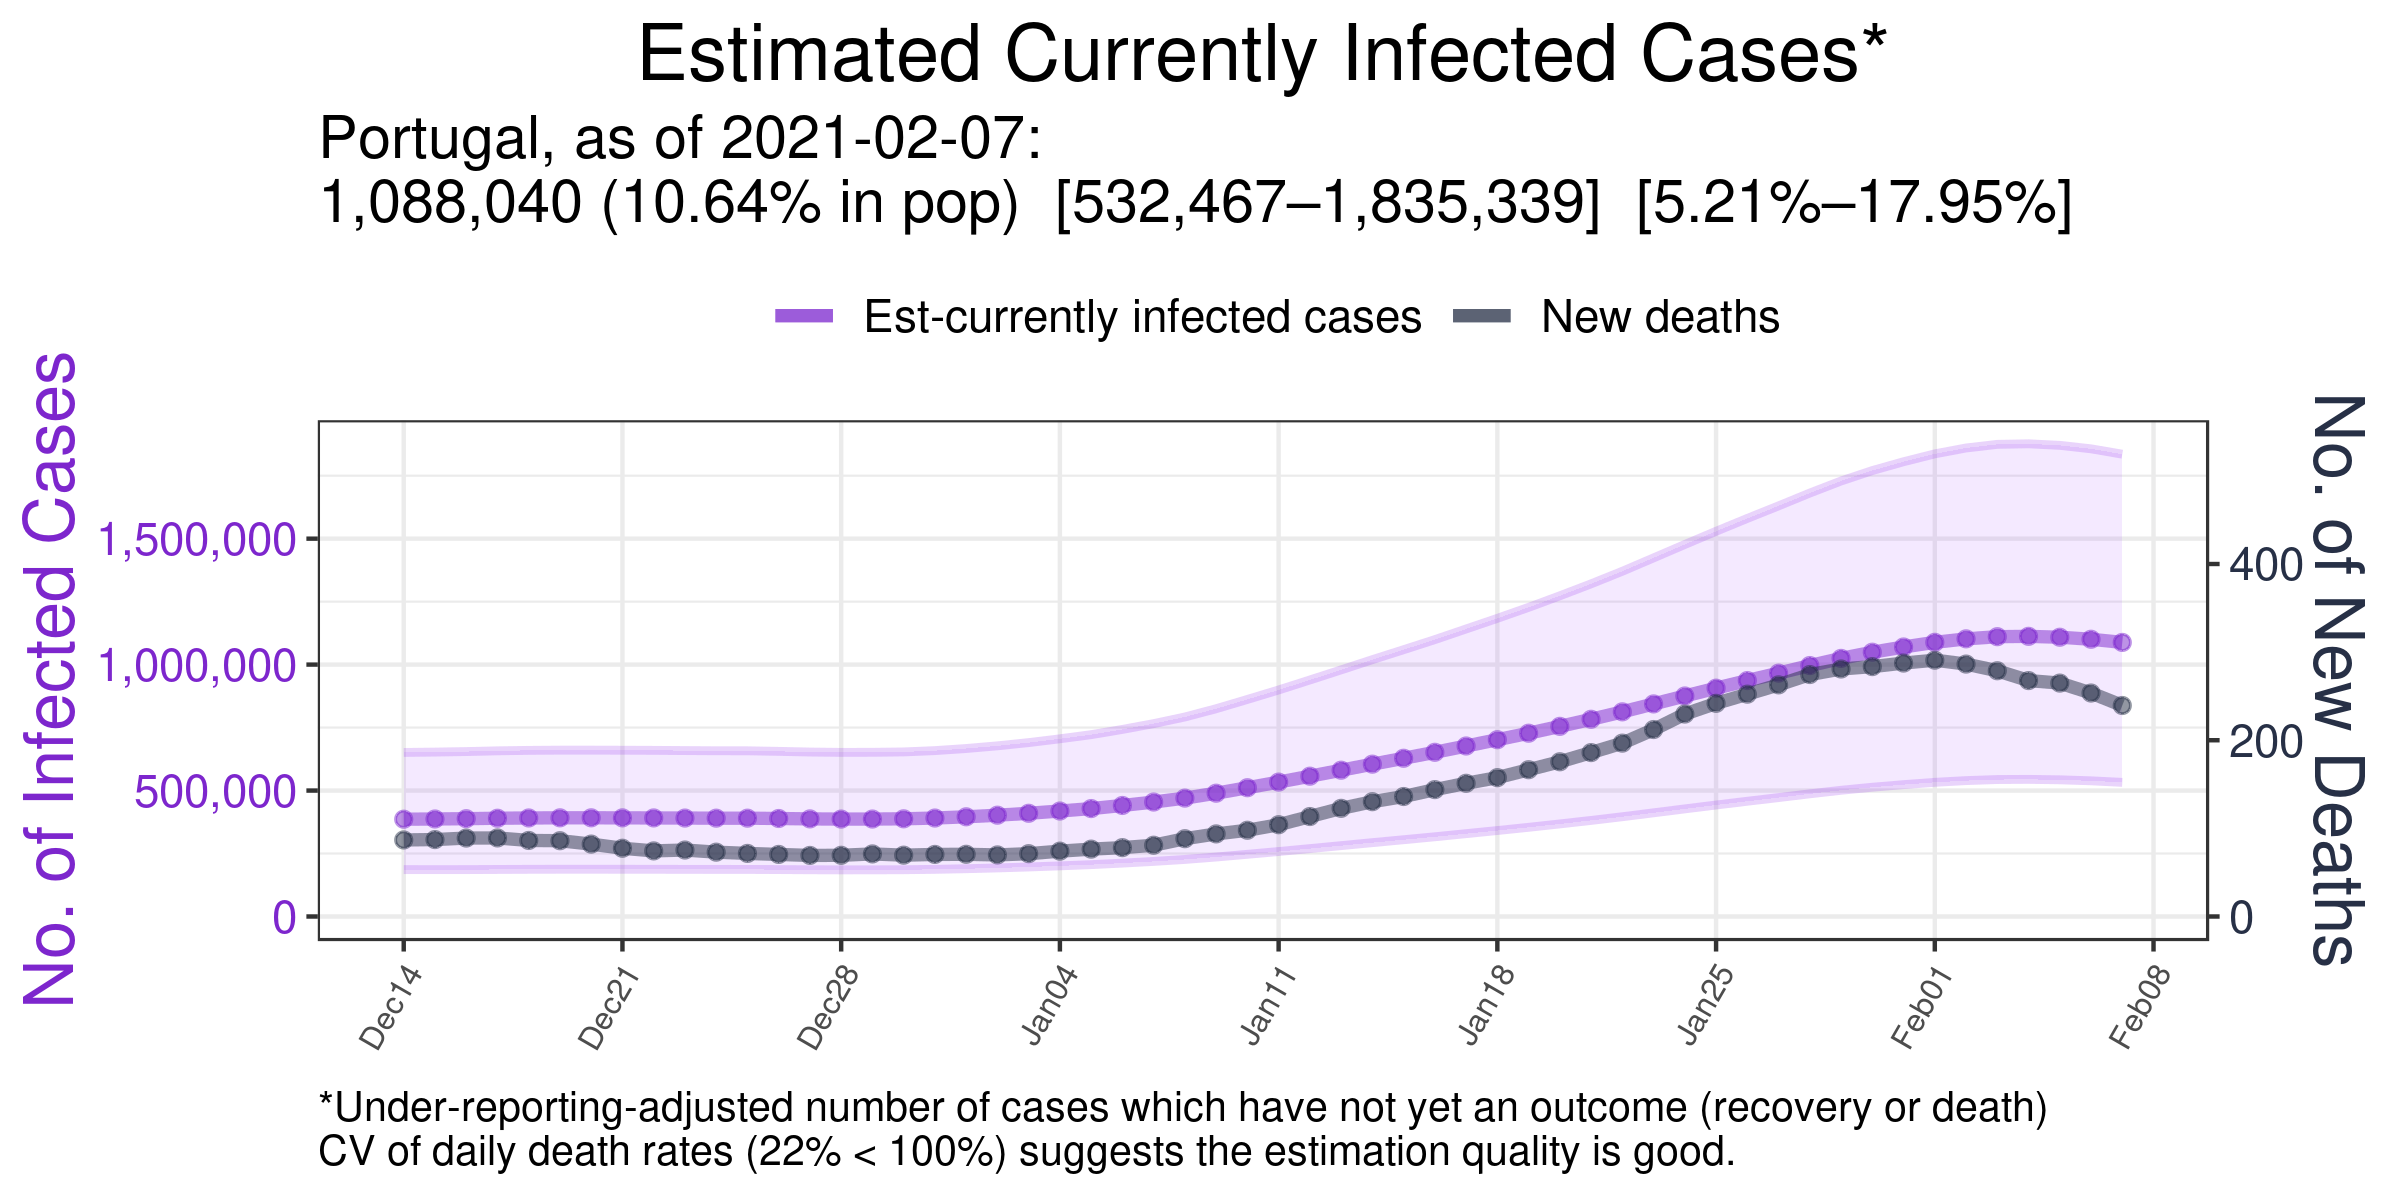 Estimated Currently Infected Cases*
Portugal, as of 2021-02-07:
1,088,040 (10.64% in pop)  [532,467–1,835,339]  [5.21%–17.95%]
Est-currently infected cases
New deaths
No. of Infected Cases
1,500,000
1,000,000
500,000
0
400
200
0
No. of New Deaths
Dec14
Dec21
Dec28
Jan04
Jan11
Jan18
Jan25
Feb01
Feb08
*Under-reporting-adjusted number of cases which have not yet an outcome (recovery or death)
CV of daily death rates (22% < 100%) suggests the estimation quality is good.